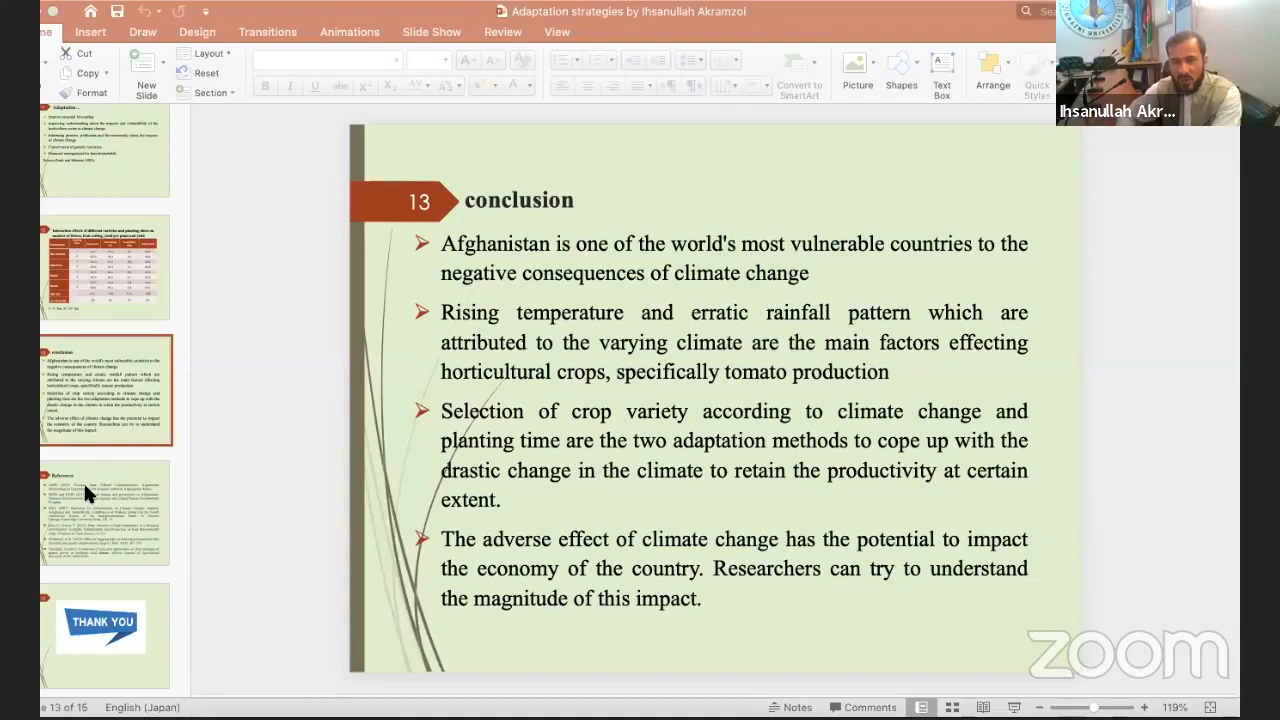 Adaptation strategies by Ihsanullah Akramzoi
Insert Draw Design Transitions Animations Slide Show Review View
Cut
Copy
Format
New
Slide
Layout
Reset
Section
Convert to
SmartArt
Picture
Shapes
Text
Box
Arrange
Quick
Styles
Ihsanullah Akr...
13 conclusion
Afghanistan is one of the world's most vulnerable countries to the
negative consequences of climate change
Rising temperature and erratic rainfall pattern which are
attributed to the varying climate are the main factors effecting
horticultural crops, specifically tomato production
Selection of crop variety according to climate change and
planting time are the two adaptation methods to cope up with the
drastic change in the climate to retain the productivity at certain
extent.
The adverse effect of climate change has the potential to impact
the economy of the country. Researchers can try to understand
the magnitude of this impact.
conclusion
References
THANK YOU
zoom
13 of 15 English (Japan)
Notes Comments 119%